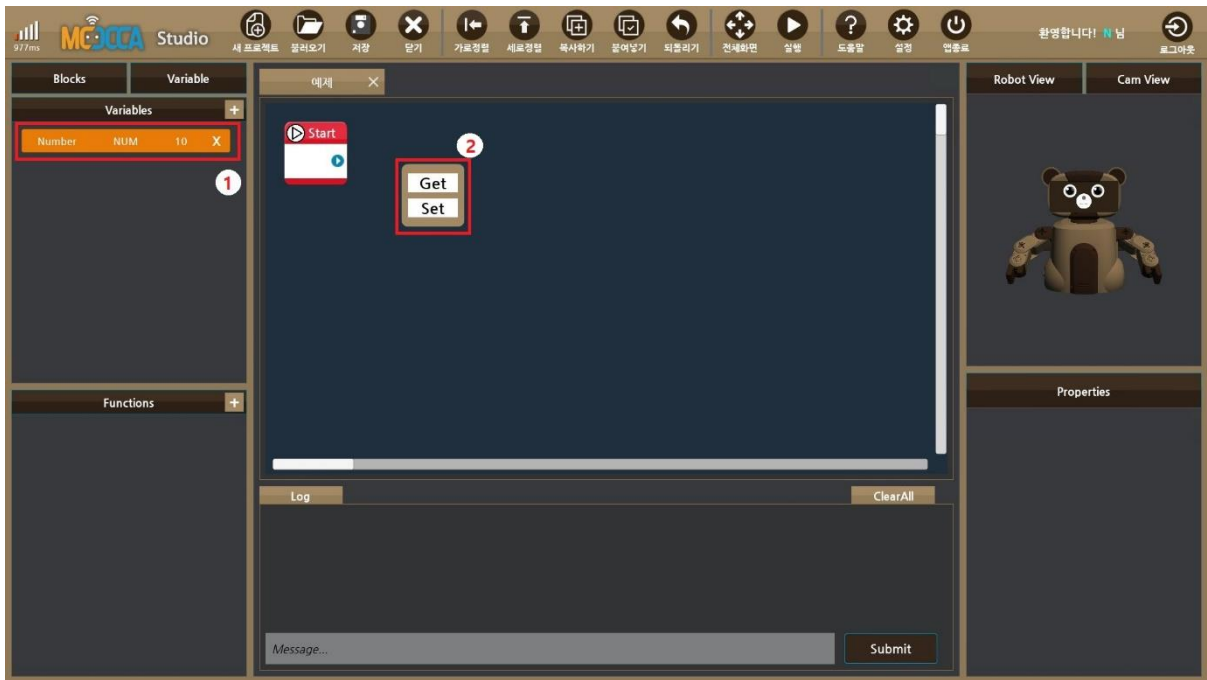 977ms
MOCCA Studio
새 프로젝트
불러오기
저장
닫기
가로정렬
세로정렬
복사하기
붙여넣기
되돌리기
전체화면
실행
도움말
설정
앱종료
환영합니다! N 님
로그아웃
Blocks
Variable
Variables +
Number NUM 10 X
1
Functions +
예제 X
Start
2
Get
Set
Log
ClearAll
Message...
Submit
Robot View
Cam View
Properties